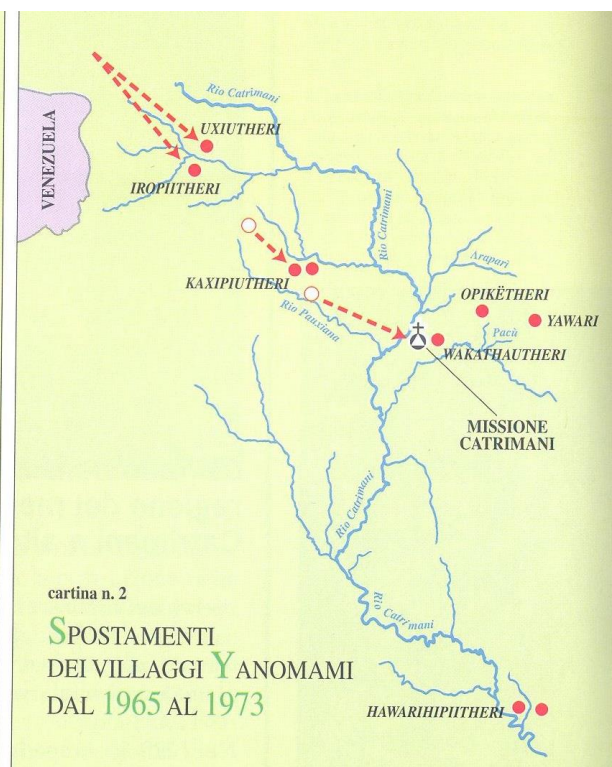 Rio Catrimani
VENEZUELA
UXIUTHERI
IROPIITHERI
Rio Catrimani
Arapari
KAXIPIUTHERI
OPIKËTHERI
Rio Pauxiana
YAWARI
Pacù
WAKATHAUTHERI
MISSIONE
CATRIMANI
Rio Catrimani
cartina n. 2
SPOSTAMENTI
DEI VILLAGGI YANOMAMI
DAL 1965 AL 1973
Rio Catrimani
HAWARIHIPIITHERI